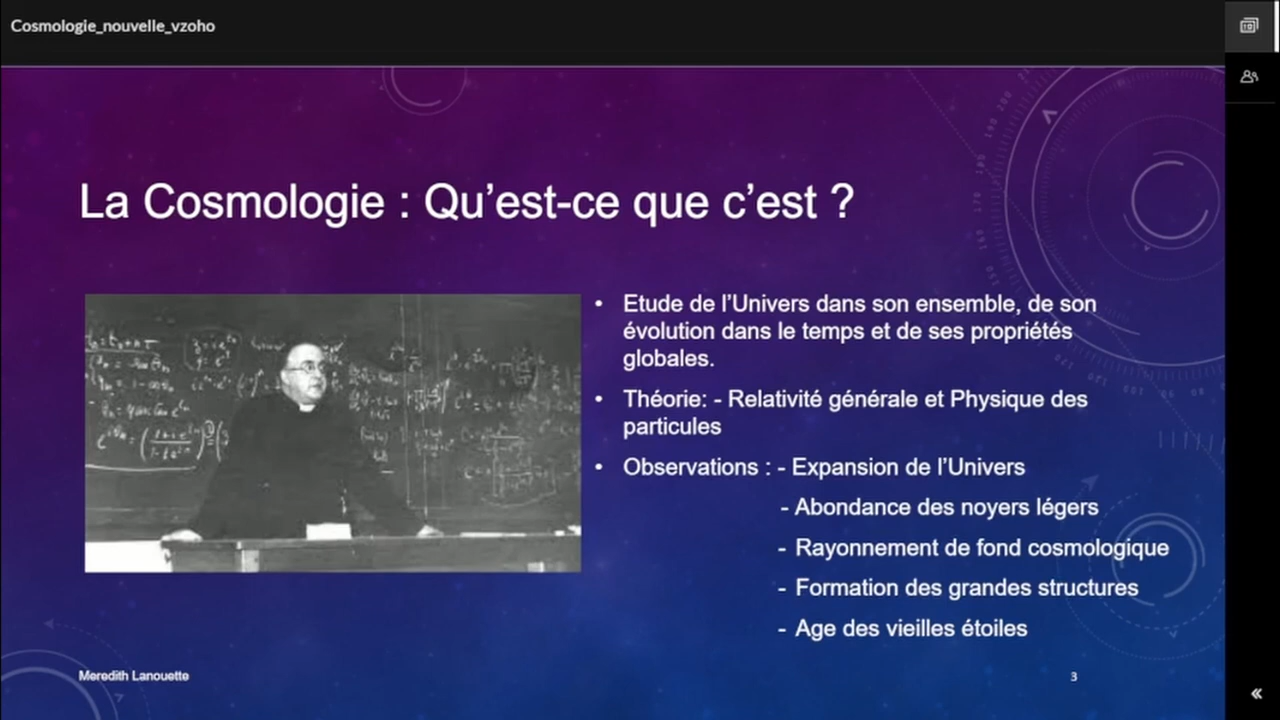 Cosmologie_nouvelle_vzoho
La Cosmologie : Qu’est-ce que c’est ?
• Etude de l’Univers dans son ensemble, de son
évolution dans le temps et de ses propriétés
globales.
• Théorie: - Relativité générale et Physique des
particules
• Observations : - Expansion de l’Univers
- Abondance des noyers légers
- Rayonnement de fond cosmologique
- Formation des grandes structures
- Age des vieilles étoiles
Meredith Lanouette
3